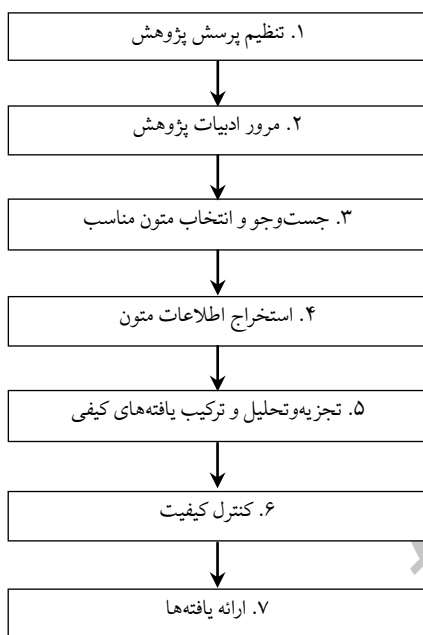 ۱. تنظیم پرسش پژوهش
۲. مرور ادبیات پژوهش
۳. جست‌وجو و انتخاب متون مناسب
۴. استخراج اطلاعات متون
۵. تجزیه‌وتحلیل و ترکیب یافته‌های کیفی
۶. کنترل کیفیت
۷. ارائه یافته‌ها